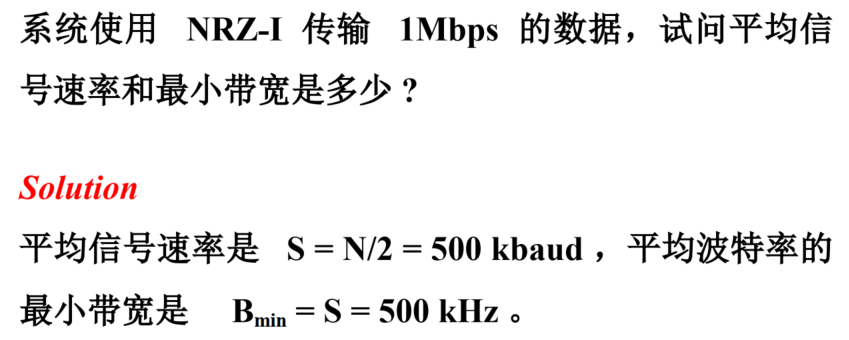 系统使用 NRZ-I 传输 1Mbps 的数据，试问平均信
号速率和最小带宽是多少？
Solution
平均信号速率是 S = N/2 = 500 kbaud ，平均波特率的
最小带宽是 Bmin = S = 500 kHz 。